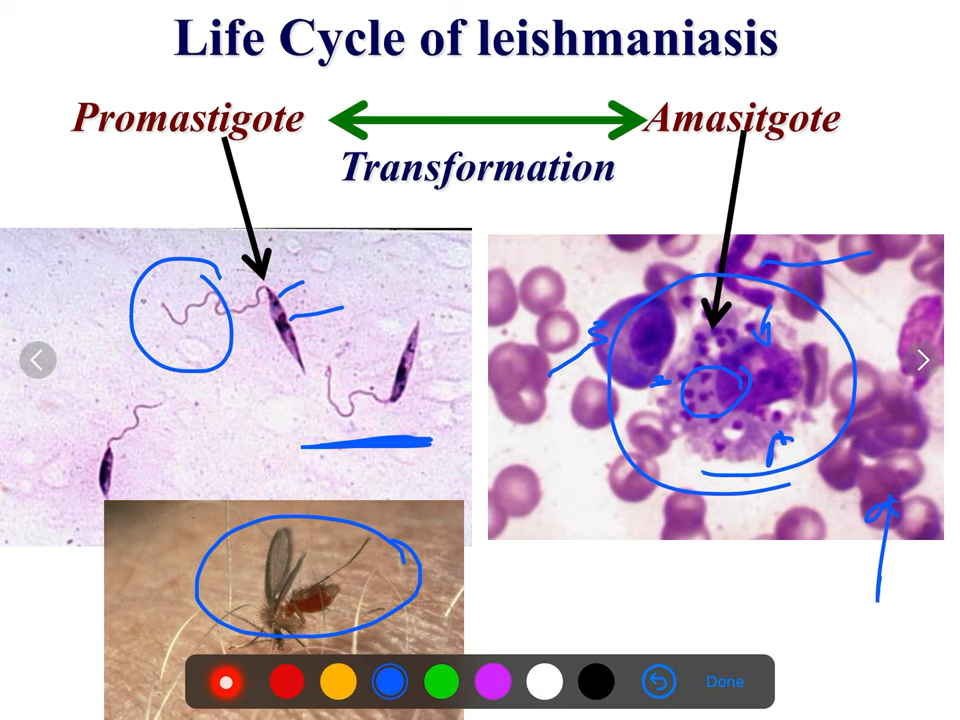 Life Cycle of leishmaniasis
Promastigote
Amasitgote
Transformation
Done